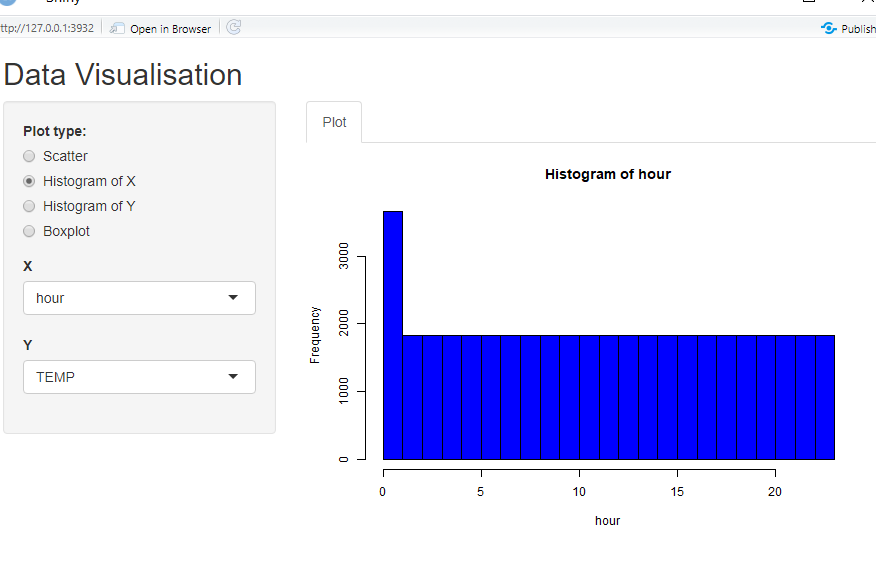 ttp://127.0.0.1:3932 Open in Browser Publish
Data Visualisation
Plot type:
Scatter
Histogram of X
Histogram of Y
Boxplot
X
hour
Y
TEMP
Plot
Histogram of hour
Frequency
3000
2000
1000
0
0 5 10 15 20
hour